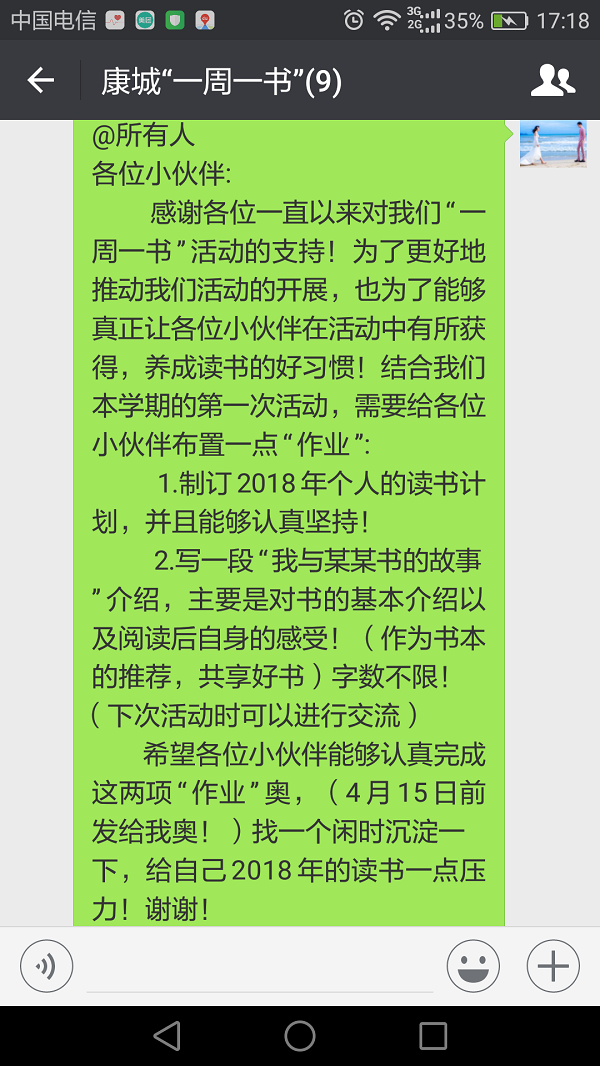 中国电信
3G
2G
35%
17:18
康城“一周一书”(9)
@所有人
各位小伙伴:
感谢各位一直以来对我们“一
周一书”活动的支持！为了更好地
推动我们活动的开展，也为了能够
真正让各位小伙伴在活动中有所获
得，养成读书的好习惯！结合我们
本学期的第一次活动，需要给各位
小伙伴布置一点“作业”:
1.制订2018年个人的读书计
划，并且能够认真坚持！
2.写一段“我与某某书的故事
”介绍，主要是对书的基本介绍以
及阅读后自身的感受！（作为书本
的推荐，共享好书）字数不限！
（下次活动时可以进行交流）
希望各位小伙伴能够认真完成
这两项“作业”奥，（4月15日前
发给我奥！）找一个闲时沉淀一
下，给自己2018年的读书一点压
力！谢谢！